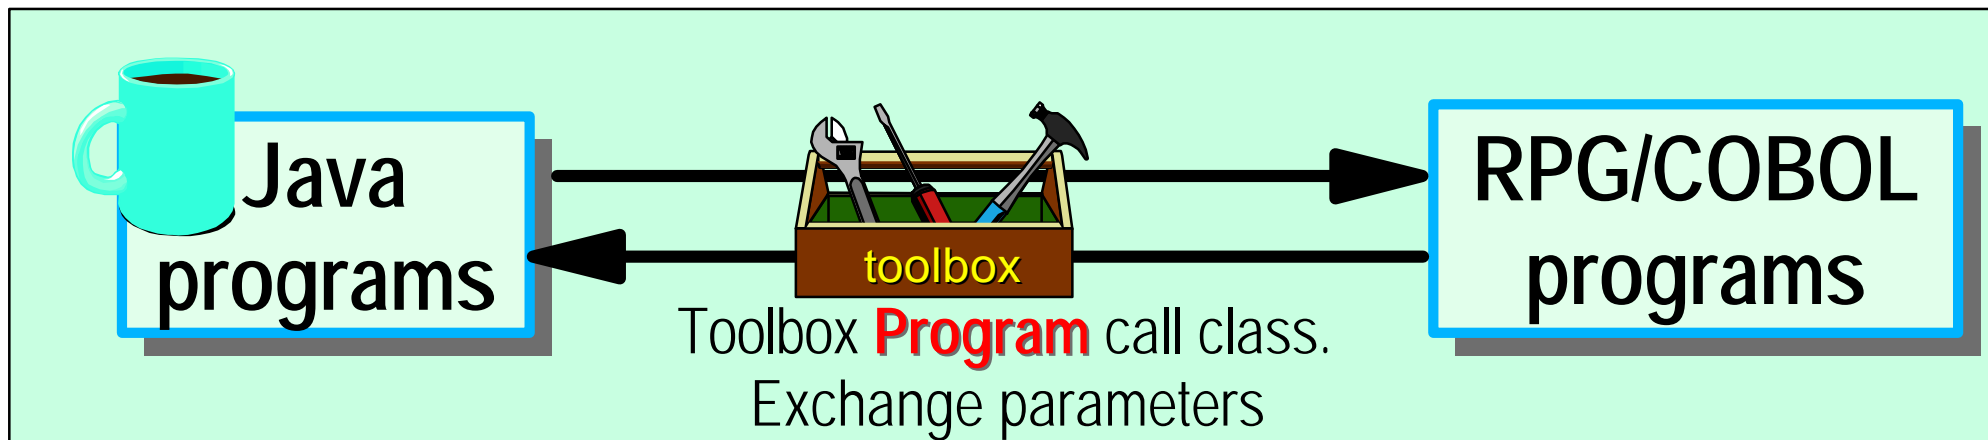 Java
programs
toolbox
RPG/COBOL
programs
Toolbox Program call class.
Exchange parameters